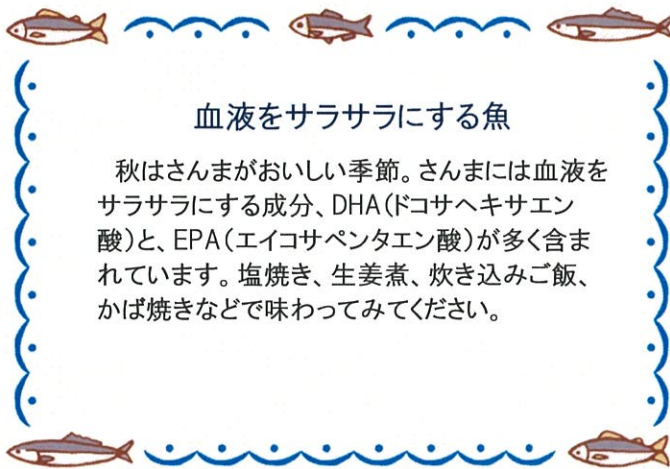 血液をサラサラにする魚
秋はさんまがおいしい季節。さんまには血液を
サラサラにする成分、DHA(ドコサヘキサエン
酸)と、EPA(エイコサペンタエン酸)が多く含ま
れています。塩焼き、生姜煮、炊き込みご飯、
かば焼きなどで味わってみてください。